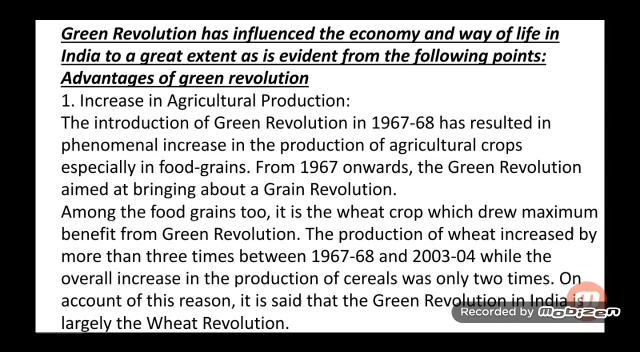 Green Revolution has influenced the economy and way of life in
India to a great extent as is evident from the following points:
Advantages of green revolution
1. Increase in Agricultural Production:
The introduction of Green Revolution in 1967-68 has resulted in
phenomenal increase in the production of agricultural crops
especially in food-grains. From 1967 onwards, the Green Revolution
aimed at bringing about a Grain Revolution.
Among the food grains too, it is the wheat crop which drew maximum
benefit from Green Revolution. The production of wheat increased by
more than three times between 1967-68 and 2003-04 while the
overall increase in the production of cereals was only two times. On
account of this reason, it is said that the Green Revolution in India is
largely the Wheat Revolution.
Recorded by mobizen